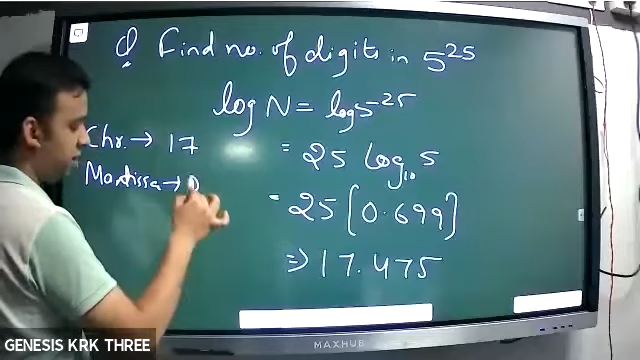 Q Find no. of digits in 5^25
log N = log 5^25
= 25 log₁₀ 5
= 25 [0.699]
⇒ 17.475
Chr. → 17
Mantissa → 0
GENESIS KRK THREE
MAXHUB